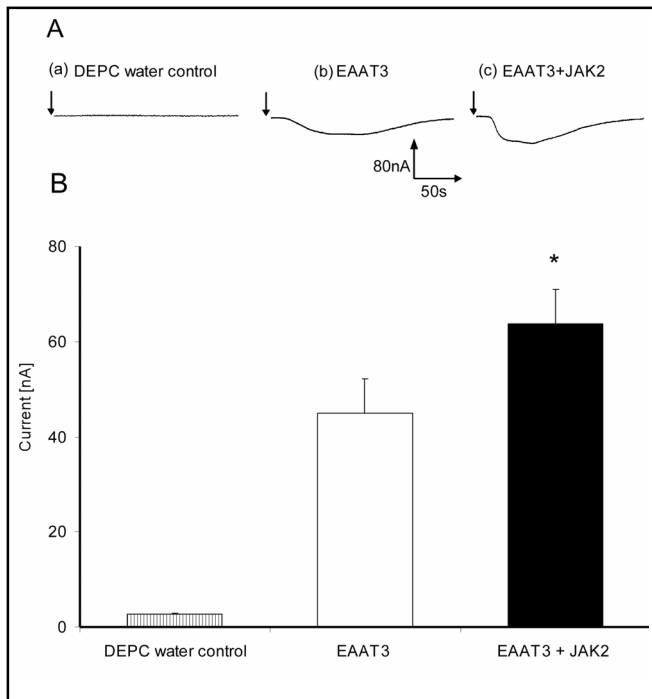 A
(a) DEPC water control
(b) EAAT3
(c) EAAT3+JAK2
80nA
50s
B
80
*
60
Current [nA]
40
20
0
DEPC water control
EAAT3
EAAT3 + JAK2